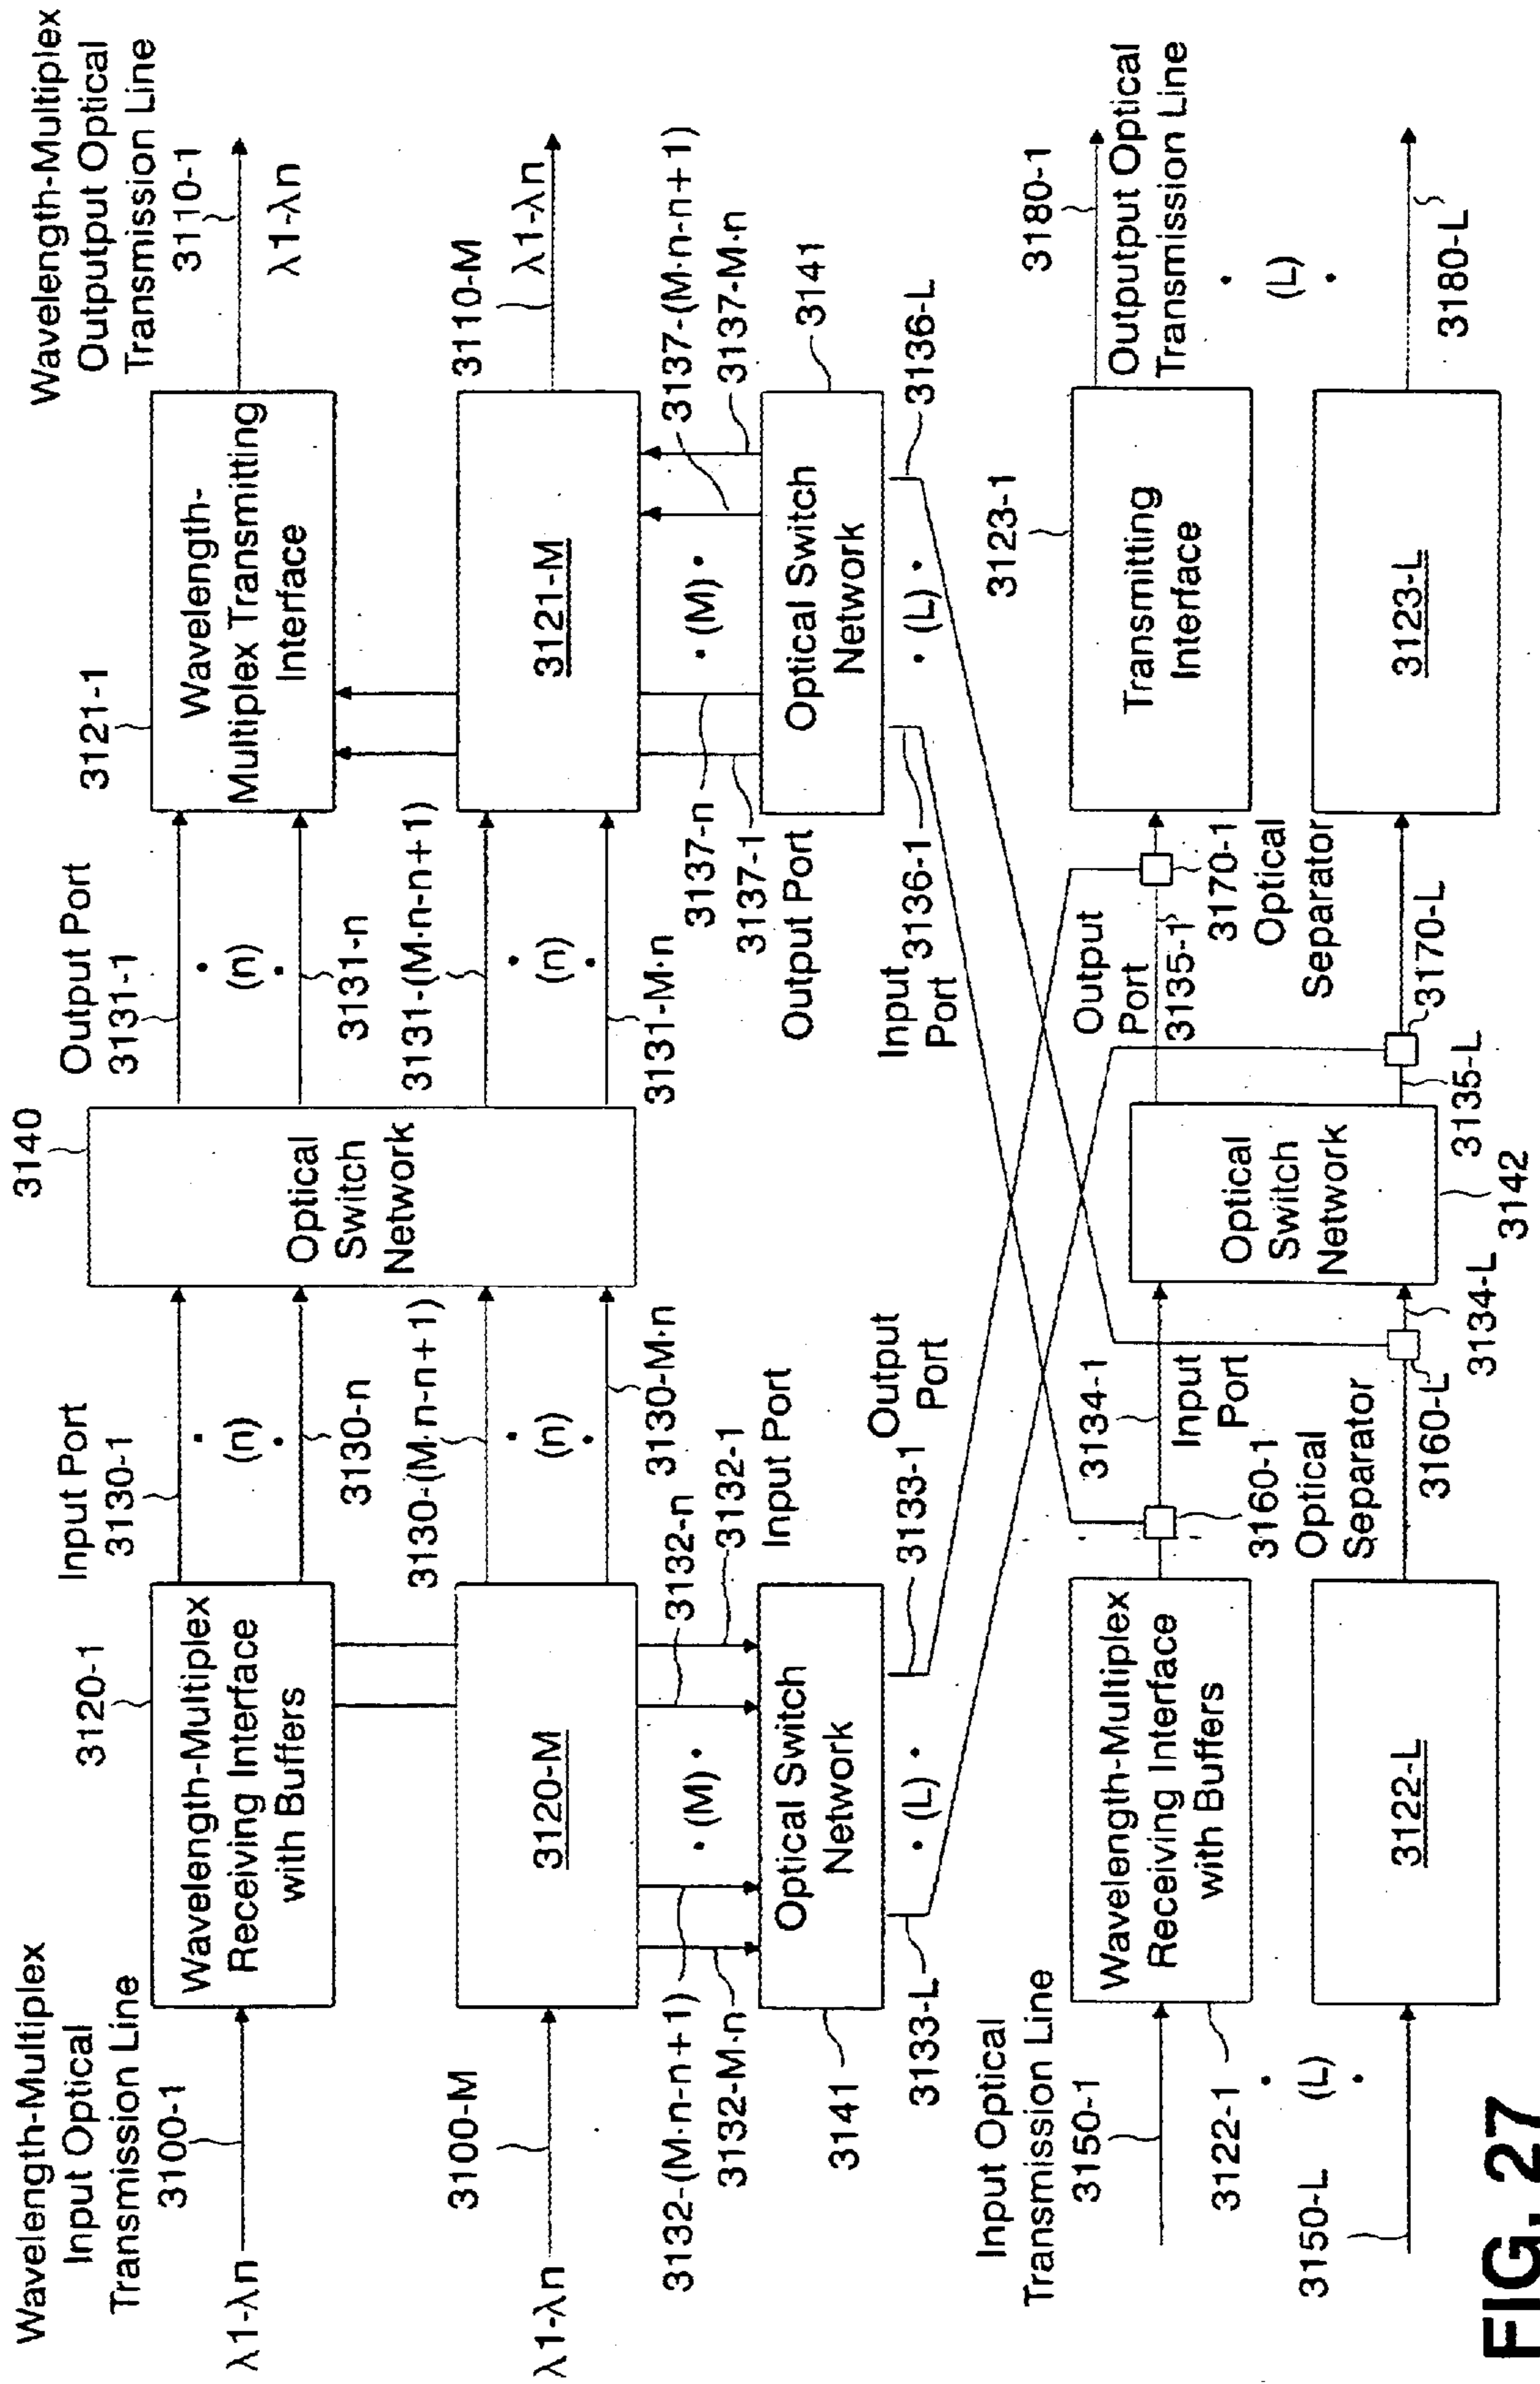 Wavelength-Multiplex
Input Optical
Transmission Line
3100-1
λ1-λn
3120-1
Wavelength-Multiplex
Receiving Interface
with Buffers
Input Port
3130-1
(n)
3130-n
3140
Optical
Switch
Network
Output Port
3131-1
(n)
3131-n
3121-1
Wavelength-
Multiplex Transmitting
Interface
Wavelength-Multiplex
Outputput Optical
Transmission Line
3110-1
λ1-λn
3100-M
λ1-λn
3120-M
3130-(M·n-n+1)
(n)
3130-M·n
3131-(M·n-n+1)
(n)
3131-M·n
3121-M
3110-M
λ1-λn
3132-(M·n-n+1)
3132-M·n
(M)
3132-n
3132-1
Input Port
3141
Optical Switch
Network
3133-L
(L)
3133-1
Output
Port
3137-n
3137-1
Output Port
(M)
3137-(M·n-n+1)
3137-M·n
3141
Optical Switch
Network
Input
Port
3136-1
(L)
3136-L
Input Optical
Transmission Line
3150-1
3122-1
Wavelength-Multiplex
Receiving Interface
with Buffers
3134-1
Input
Port
3160-1
Optical
Separator
Optical
Switch
Network
3142
Output
Port
3135-1
3170-1
Optical
Separator
3123-1
Transmitting
Interface
3180-1
Outputput Optical
Transmission Line
(L)
(L)
3150-L
3122-L
3160-L
3134-L
3135-L
3170-L
3123-L
3180-L
FIG. 27